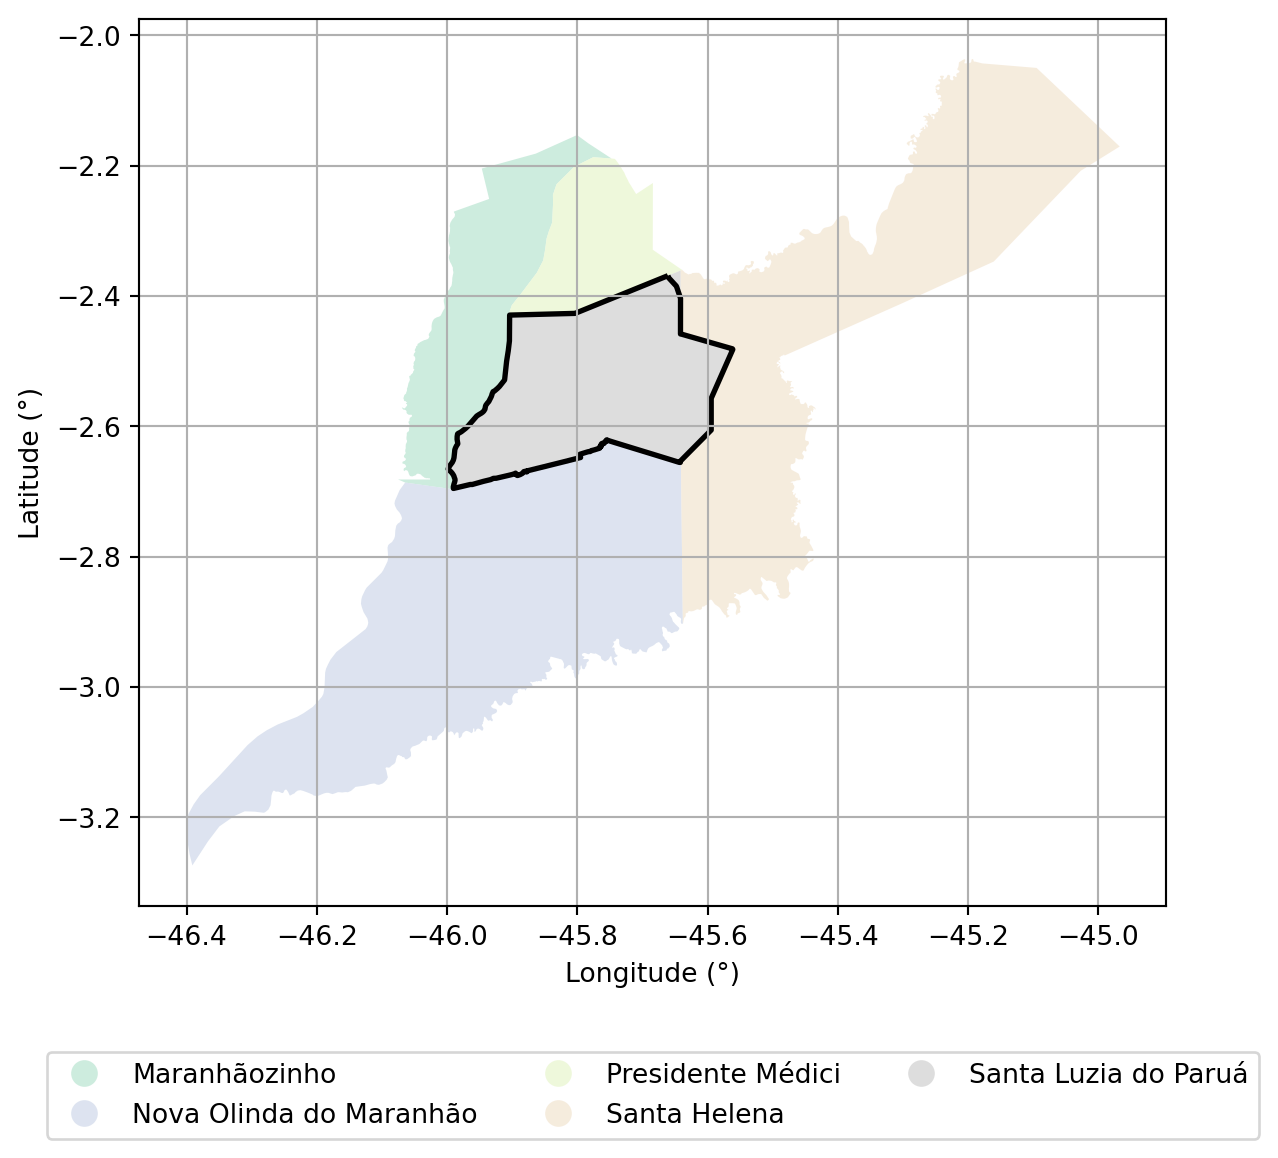 −2.0
−2.2
−2.4
−2.6
−2.8
−3.0
−3.2
Latitude (°)
−46.4 −46.2 −46.0 −45.8 −45.6 −45.4 −45.2 −45.0
Longitude (°)
Maranhãozinho Presidente Médici Santa Luzia do Paruá
Nova Olinda do Maranhão Santa Helena